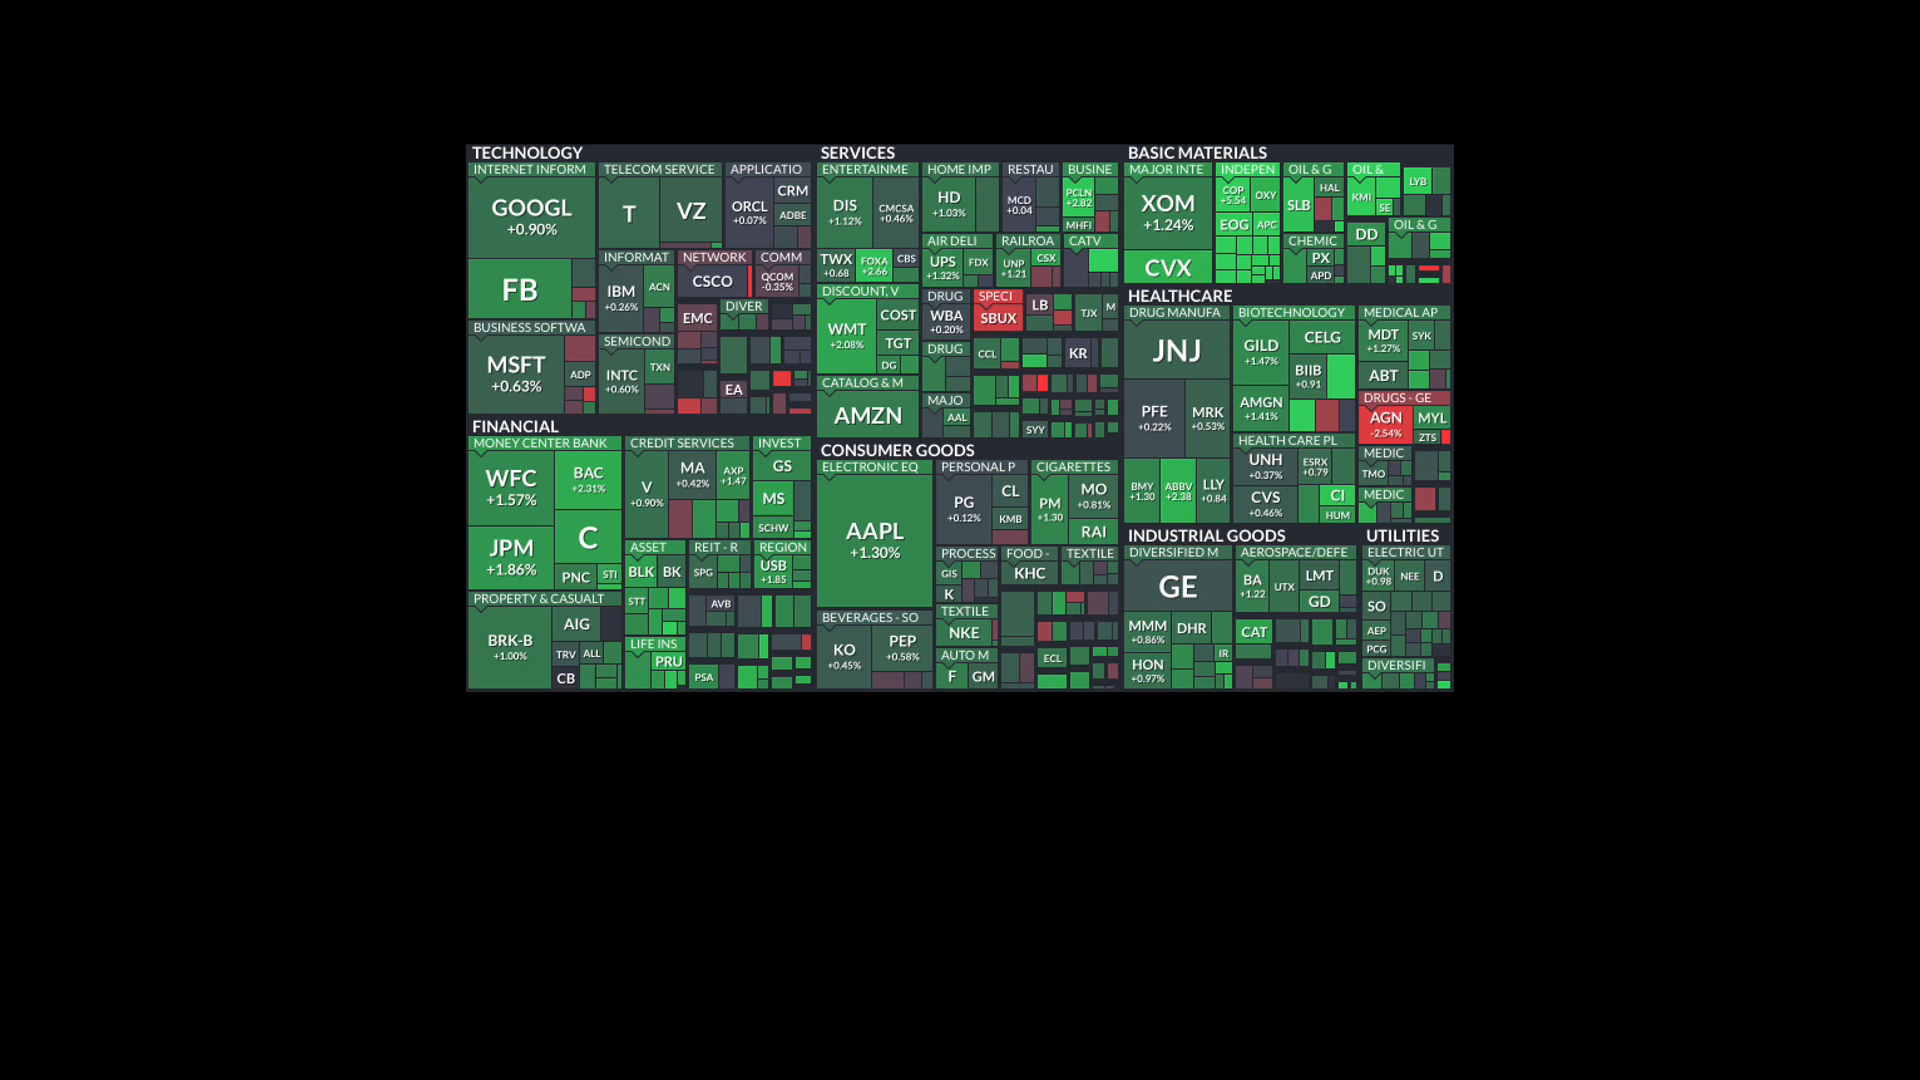 TECHNOLOGY
INTERNET INFORM
GOOGL
+0.90%
FB
BUSINESS SOFTWA
MSFT
+0.63%
ADP
TELECOM SERVICE
T
VZ
APPLICATIO
ORCL
+0.07%
CRM
ADBE
INFORMAT
IBM
+0.26%
ACN
NETWORK
CSCO
COMM
QCOM
-0.35%
EMC
DIVER
SEMICOND
INTC
+0.60%
TXN
EA
FINANCIAL
MONEY CENTER BANK
WFC
+1.57%
BAC
+2.31%
JPM
+1.86%
C
PNC
STI
PROPERTY & CASUALT
BRK-B
+1.00%
AIG
TRV
ALL
CB
CREDIT SERVICES
V
+0.90%
MA
+0.42%
AXP
+1.47
INVEST
GS
MS
SCHW
ASSET
BLK
BK
STT
REIT - R
SPG
REGION
USB
+1.85
AVB
LIFE INS
PRU
PSA
SERVICES
ENTERTAINME
DIS
+1.12%
CMCSA
+0.46%
TWX
+0.68
FOXA
+2.66
CBS
HOME IMP
HD
+1.03%
RESTAU
MCD
+0.04
BUSINE
PCLN
+2.82
MHFI
AIR DELI
UPS
+1.32%
FDX
RAILROA
UNP
+1.21
CSX
CATV
DISCOUNT, V
WMT
+2.08%
COST
TGT
DG
DRUG
WBA
+0.20%
SPECI
SBUX
LB
TJX
M
DRUG
CCL
KR
CATALOG & M
AMZN
MAJO
AAL
SYY
CONSUMER GOODS
ELECTRONIC EQ
AAPL
+1.30%
PERSONAL P
PG
+0.12%
CL
KMB
CIGARETTES
PM
+1.30
MO
+0.81%
RAI
PROCESS
GIS
K
FOOD -
KHC
TEXTILE
TEXTILE
NKE
BEVERAGES - SO
KO
+0.45%
PEP
+0.58%
AUTO M
F
GM
ECL
BASIC MATERIALS
MAJOR INTE
XOM
+1.24%
CVX
INDEPEN
COP
+5.54
OXY
EOG
APC
OIL & G
SLB
HAL
OIL &
KMI
SE
LYB
CHEMIC
PX
APD
DD
OIL & G
HEALTHCARE
DRUG MANUFA
JNJ
PFE
+0.22%
MRK
+0.53%
BMY
+1.30
ABBV
+2.38
LLY
+0.84
BIOTECHNOLOGY
GILD
+1.47%
CELG
BIIB
+0.91
AMGN
+1.41%
MEDICAL AP
MDT
+1.27%
SYK
ABT
DRUGS - GE
AGN
-2.54%
MYL
ZTS
HEALTH CARE PL
UNH
+0.37%
ESRX
+0.79
CVS
+0.46%
CI
HUM
MEDIC
TMO
MEDIC
INDUSTRIAL GOODS
DIVERSIFIED M
GE
MMM
+0.86%
DHR
HON
+0.97%
IR
AEROSPACE/DEFE
BA
+1.22
UTX
LMT
GD
CAT
UTILITIES
ELECTRIC UT
DUK
+0.98
NEE
D
SO
AEP
PCG
DIVERSIFI